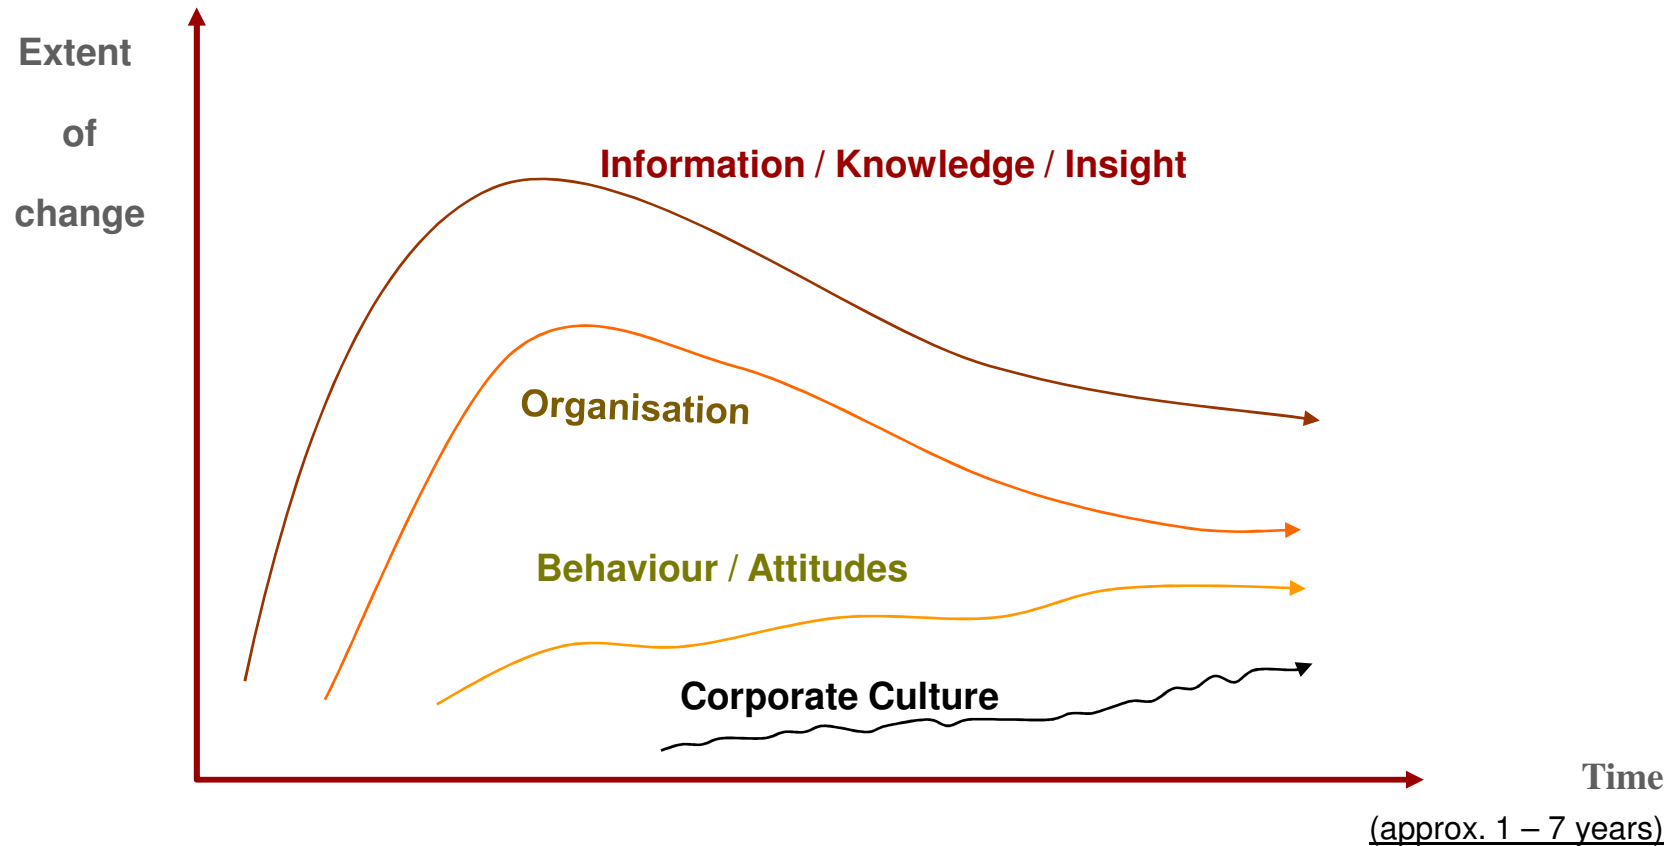 Extent
of
change
Information / Knowledge / Insight
Organisation
Behaviour / Attitudes
Corporate Culture
Time
(approx. 1 – 7 years)